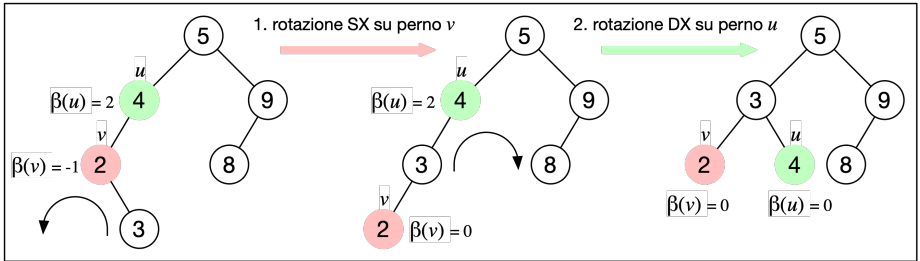 1. rotazione SX su perno v
2. rotazione DX su perno u
5
u
β(u) = 2
4
9
v
β(v) = -1
2
8
3
5
u
β(u) = 2
4
9
3
8
v
2
β(v) = 0
5
3
9
v
u
2
4
8
β(v) = 0
β(u) = 0